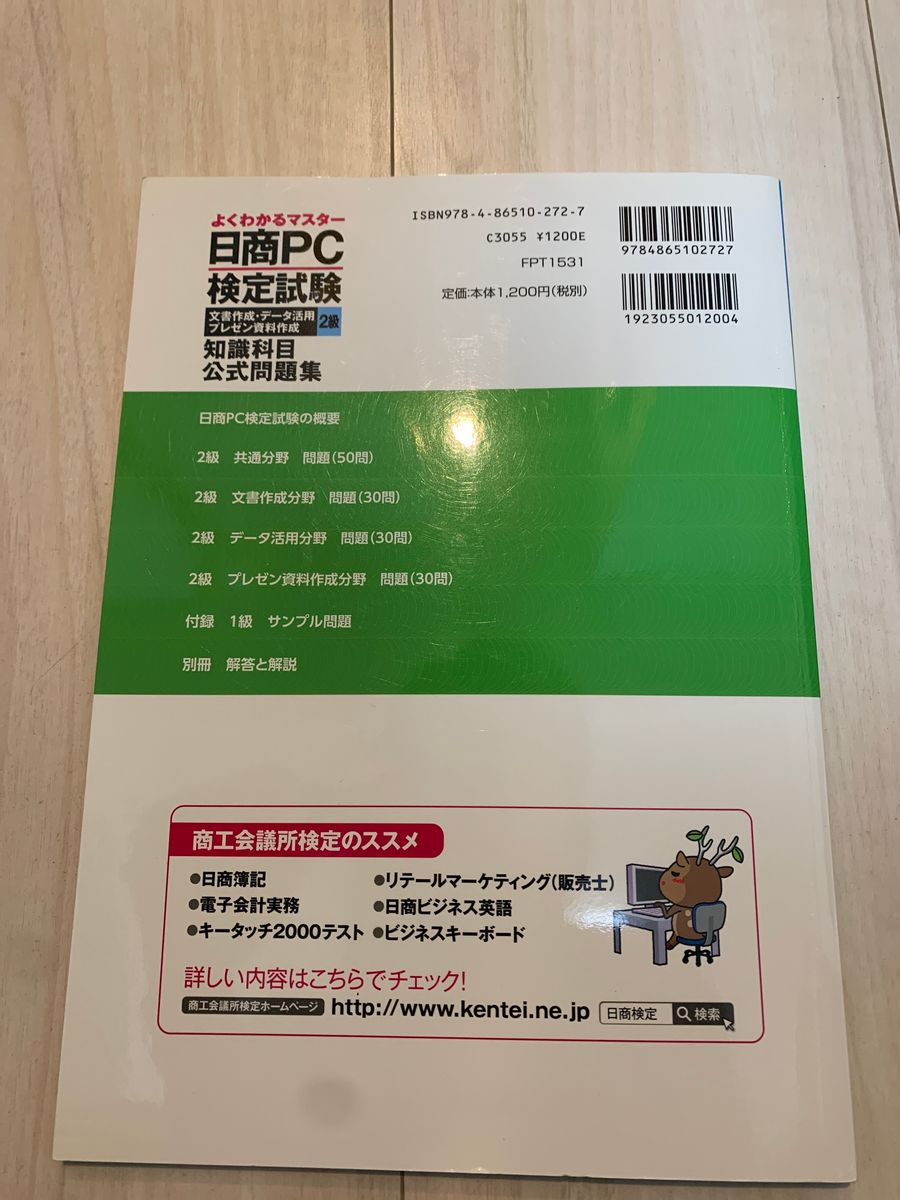 よくわかるマスター
日商PC
検定試験
文書作成・データ活用
プレゼン資料作成
2級
知識科目
公式問題集
ISBN978-4-86510-272-7
C3055 ¥1200E
FPT1531
定価:本体1,200円(税別)
9784865102727
1923055012004
日商PC検定試験の概要
2級 共通分野 問題(50問)
2級 文書作成分野 問題(30問)
2級 データ活用分野 問題(30問)
2級 プレゼン資料作成分野 問題(30問)
付録 1級 サンプル問題
別冊 解答と解説
商工会議所検定のススメ
●日商簿記
●電子会計実務
●キータッチ2000テスト
●リテールマーケティング(販売士)
●日商ビジネス英語
●ビジネスキーボード
詳しい内容はこちらでチェック!
商工会議所検定ホームページ http://www.kentei.ne.jp 日商検定 検索